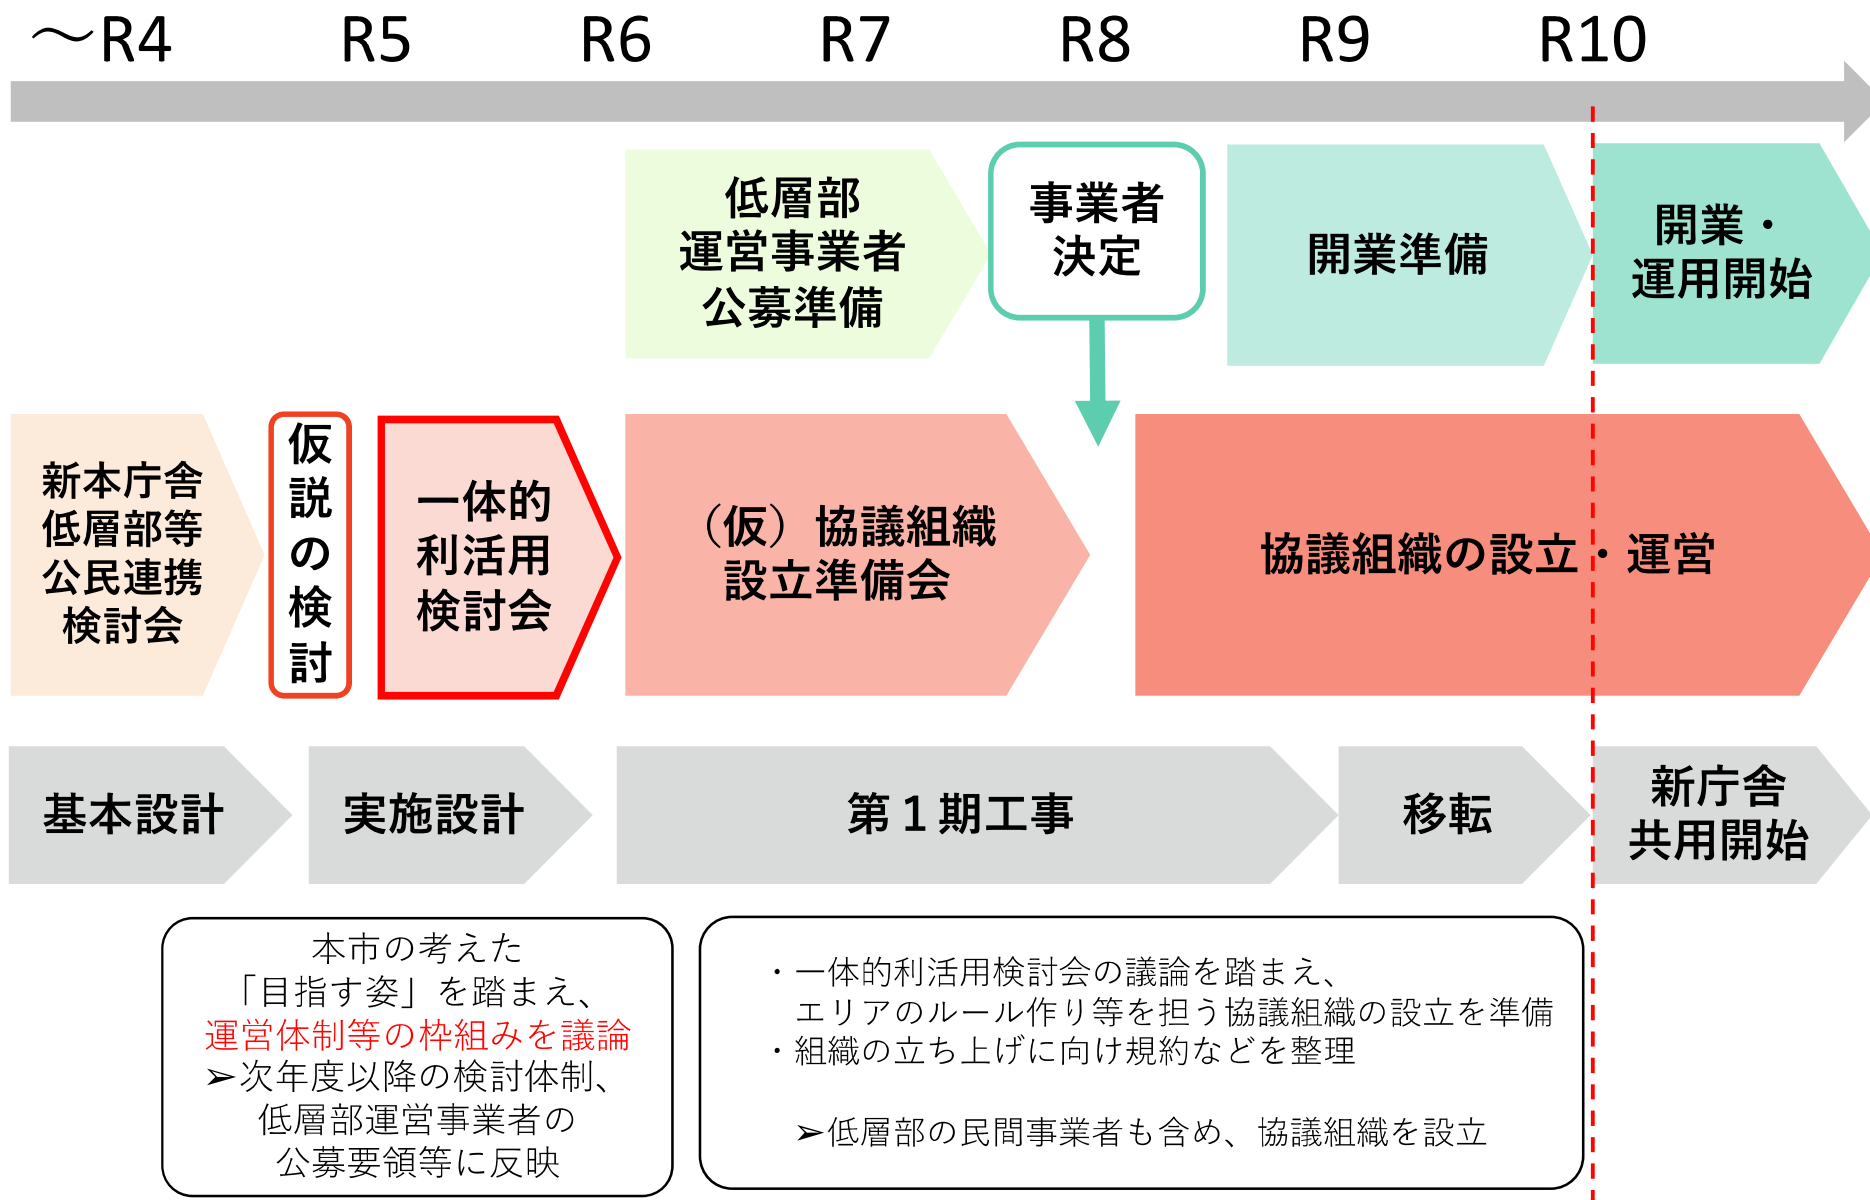 ～R4
R5
R6
R7
R8
R9
R10
低層部
運営事業者
公募準備
事業者
決定
開業準備
開業・
運用開始
新本庁舎
低層部等
公民連携
検討会
仮説の検討
一体的
利活用
検討会
（仮）協議組織
設立準備会
協議組織の設立・運営
基本設計
実施設計
第１期工事
移転
新庁舎
共用開始
本市の考えた
「目指す姿」を踏まえ、
運営体制等の枠組みを議論
➢次年度以降の検討体制、
低層部運営事業者の
公募要領等に反映
・一体的利活用検討会の議論を踏まえ、
エリアのルール作り等を担う協議組織の設立を準備
・組織の立ち上げに向け規約などを整理
➢低層部の民間事業者も含め、協議組織を設立